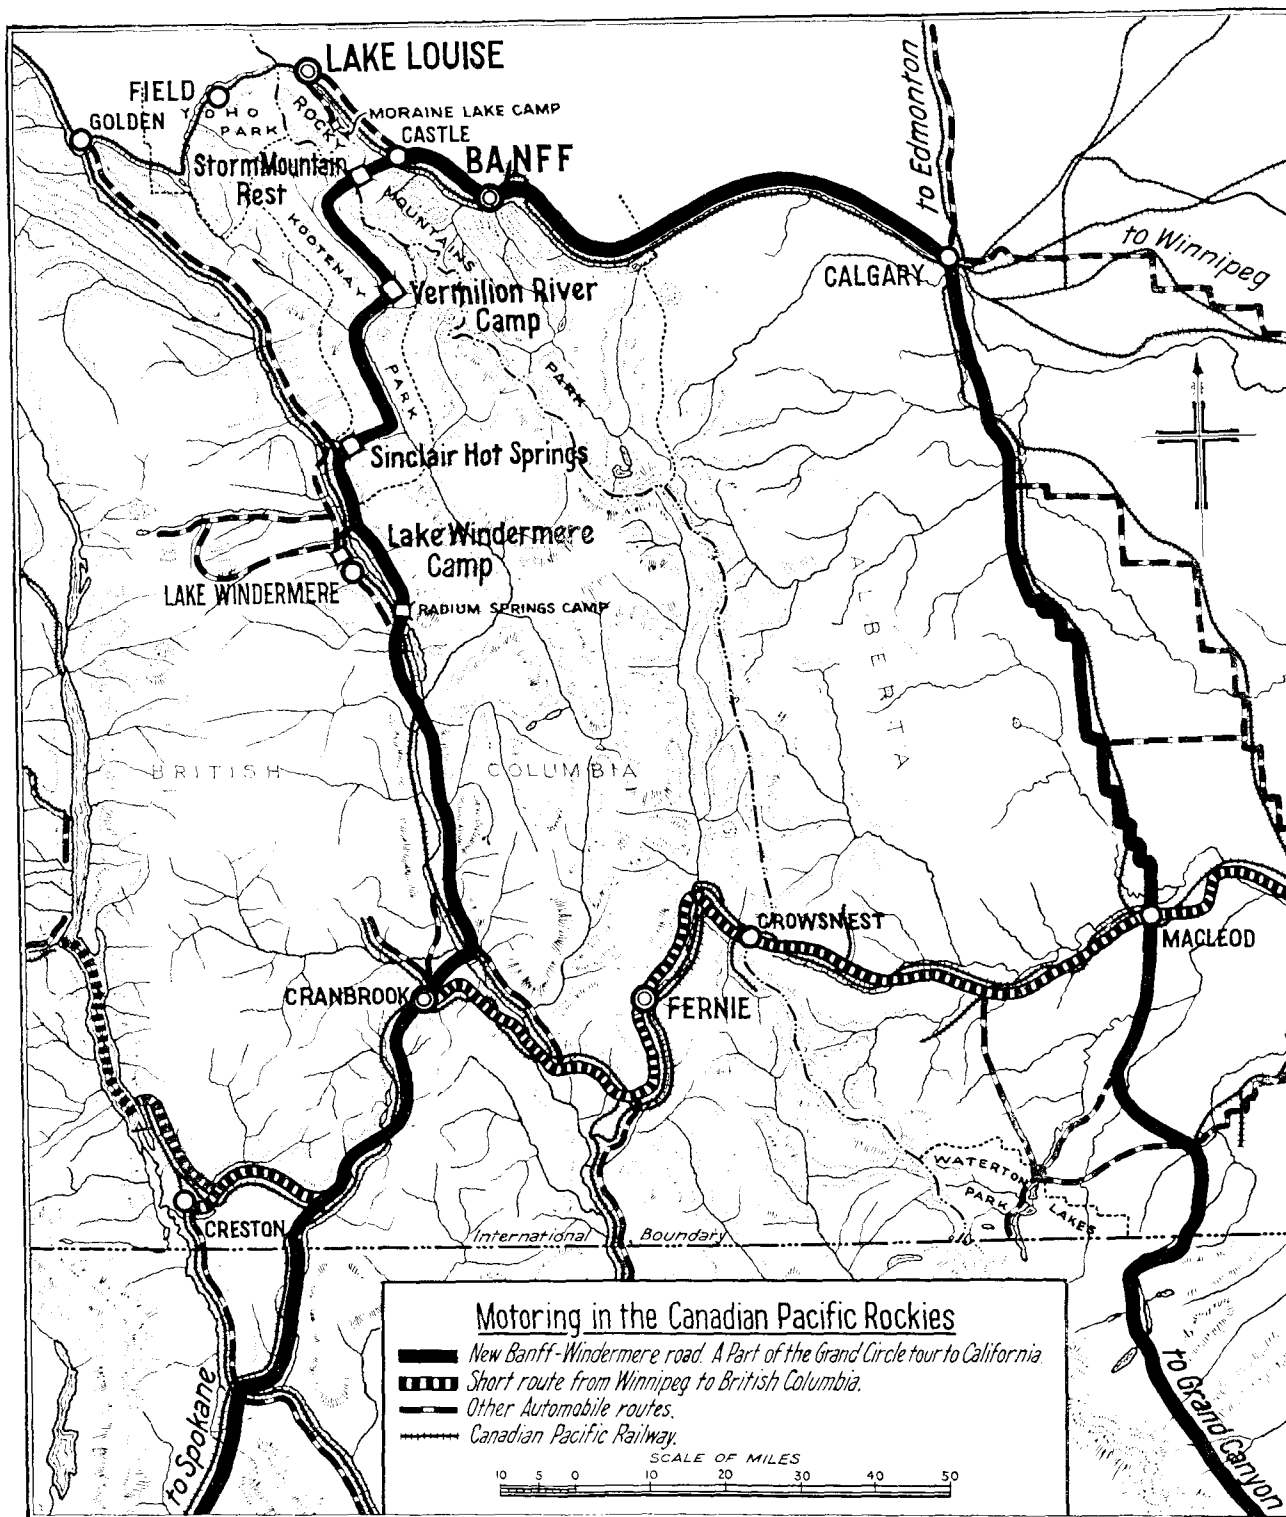 LAKE LOUISE
FIELD
YOHO
PARK
GOLDEN
ROCKY
MORAINE LAKE CAMP
CASTLE
BANFF
Storm Mountain
Rest
MOUNTAINS
KOOTENAY
PARK
to Edmonton
to Winnipeg
CALGARY
Vermilion River
Camp
PARK
Sinclair Hot Springs
Lake Windermere
Camp
LAKE WINDERMERE
RADIUM SPRINGS CAMP
ALBERTA
BRITISH COLUMBIA
CROWSNEST
MACLEOD
CRANBROOK
FERNIE
WATERTON
LAKES
PARK
CRESTON
International Boundary
to Spokane
to Grand Canyon
Motoring in the Canadian Pacific Rockies
New Banff-Windermere road. A Part of the Grand Circle tour to California.
Short route from Winnipeg to British Columbia.
Other Automobile routes.
Canadian Pacific Railway.
SCALE OF MILES
10 5 0 10 20 30 40 50